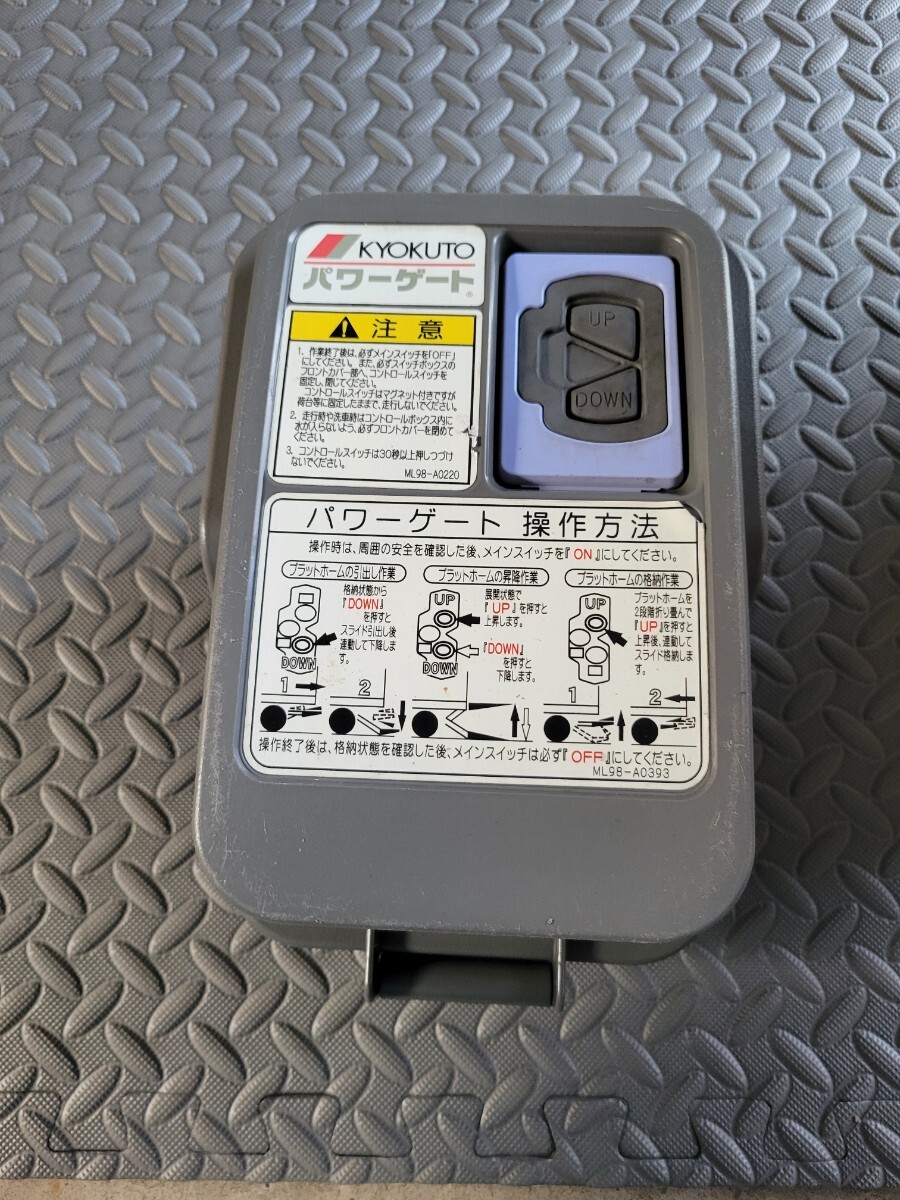 KYOKUTO
パワーゲート®
注意
1. 作業終了後は、必ずメインスイッチを「OFF」
にしてください。また、必ずスイッチボックスの
フロントカバー部へ、コントロールスイッチを
固定し、閉じてください。
コントロールスイッチはマグネット付きですが
荷台等に固定したままで、走行しないでください。
2. 走行時や洗車時はコントロールボックス内に
水が入らないよう、必ずフロントカバーを閉めて
ください。
3. コントロールスイッチは30秒以上押しつづけ
ないでください。
ML98-A0220
UP
DOWN
パワーゲート 操作方法
操作時は、周囲の安全を確認した後、メインスイッチを『ON』にしてください。
プラットホームの引出し作業
格納状態から
『DOWN』
を押すと
スライド引出し後
連動して下降しま
す。
DOWN
1
2
プラットホームの昇降作業
展開状態で
『UP』を押すと
上昇します。
『DOWN』
を押すと
下降します。
UP
DOWN
プラットホームの格納作業
プラットホームを
2段階折り畳んで
『UP』を押すと
上昇後、連動して
スライド格納しま
す。
UP
1
2
操作終了後は、格納状態を確認した後、メインスイッチは必ず『OFF』にしてください。
ML98-A0393